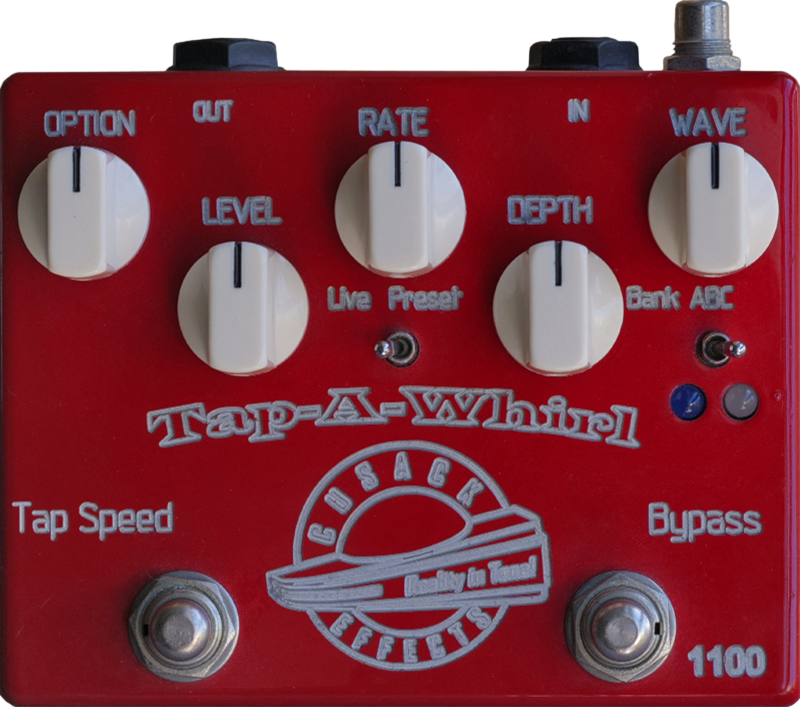 OUT
IN
OPTION
RATE
WAVE
LEVEL
DEPTH
Live Preset
Bank ABC
Tap-A-Whirl
CUSACK
Tap Speed
Bypass
Quality in Tone!
EFFECTS
1100